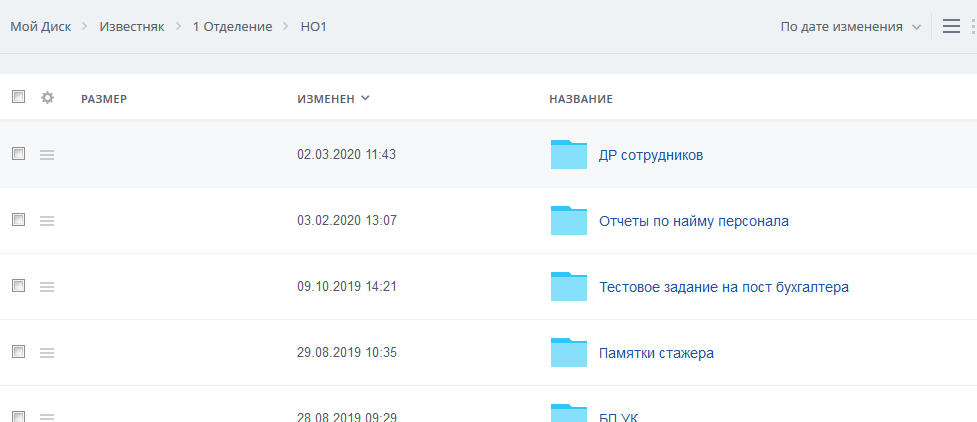 Мой Диск > Известняк > 1 Отделение > НО1 По дате изменения
РАЗМЕР ИЗМЕНЕН НАЗВАНИЕ
02.03.2020 11:43 ДР сотрудников
03.02.2020 13:07 Отчеты по найму персонала
09.10.2019 14:21 Тестовое задание на пост бухгалтера
29.08.2019 10:35 Памятки стажера
28.08.2019 09:29 БП УК